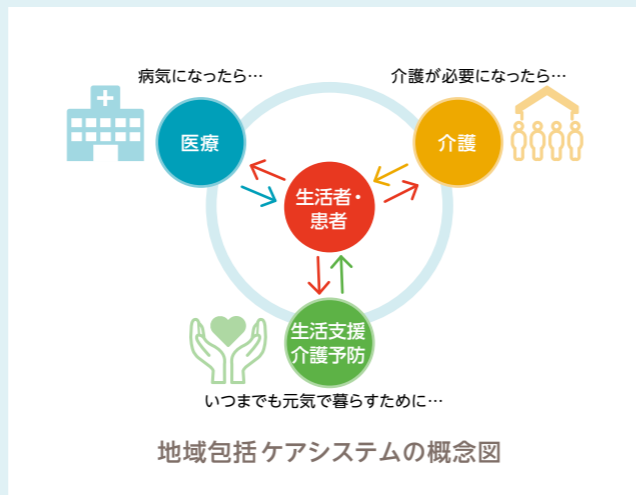 病気になったら…
介護が必要になったら…
医療
介護
生活者・
患者
生活支援
介護予防
いつまでも元気で暮らすために…
地域包括ケアシステムの概念図